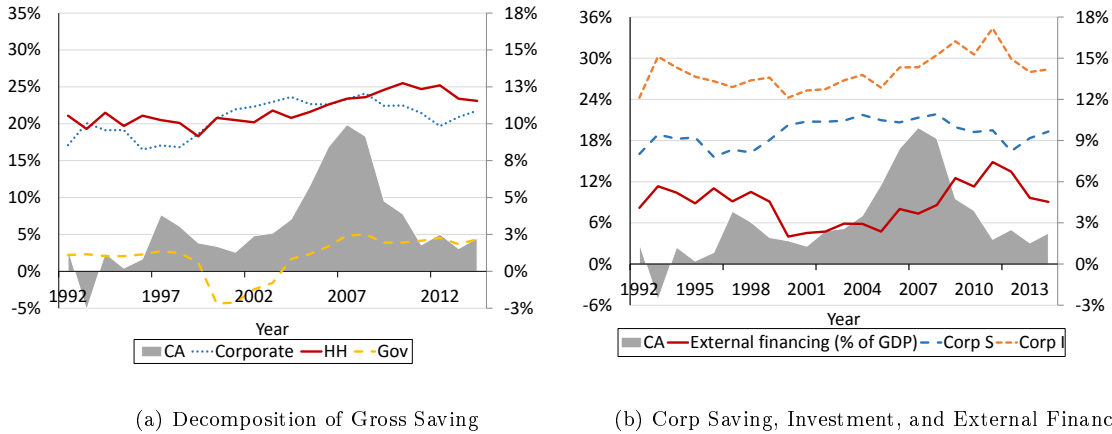 35% 18%
30% 15%
25% 13%
20% 10%
15% 8%
10% 5%
5% 3%
0% 0%
-5% -3%
1992 1997 2002 2007 2012
Year
CA Corporate HH Gov
(a) Decomposition of Gross Saving
36% 18%
30% 15%
24% 12%
18% 9%
12% 6%
6% 3%
0% 0%
-6% -3%
1992 1995 1998 2001 2004 2007 2010 2013
Year
CA External financing (% of GDP) Corp S Corp I
(b) Corp Saving, Investment, and External Financ